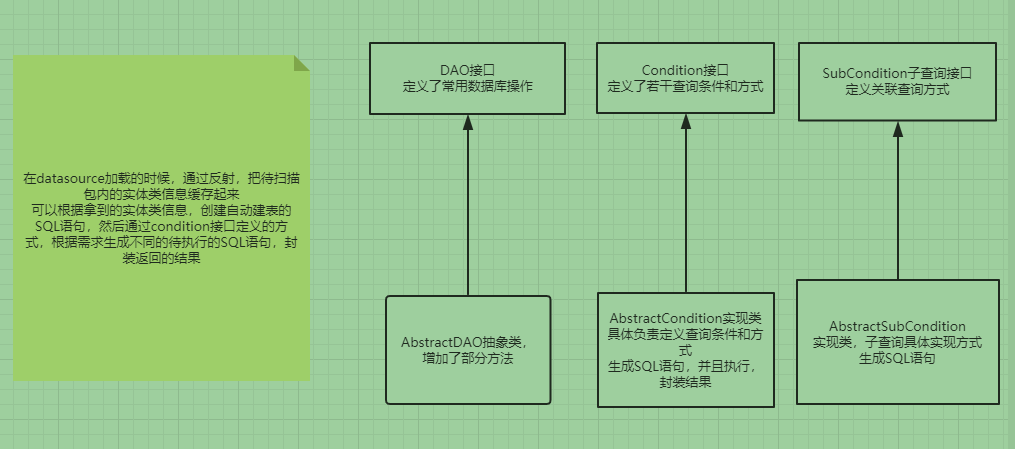 在datasource加载的时候，通过反射，把待扫描
包内的实体类信息缓存起来
可以根据拿到的实体类信息，创建自动建表的
SQL语句，然后通过condition接口定义的方
式，根据需求生成不同的待执行的SQL语句，封
装返回的结果
DAO接口
定义了常用数据库操作
Condition接口
定义了若干查询条件和方式
SubCondition子查询接口
定义关联查询方式
AbstractDAO抽象类，
增加了部分方法
AbstractCondition实现类
具体负责定义查询条件和方
式
生成SQL语句，并且执行，
封装结果
AbstractSubCondition
实现类，子查询具体实现方式
生成SQL语句